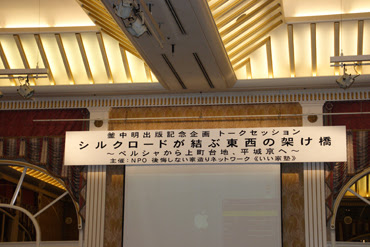 董中明出版記念企画 トークセッション
シルクロードが結ぶ東西の架け橋
～ペルシャから上町台地、平城京へ～
主催：NPO 後悔しない家造りネットワーク《いい家塾》